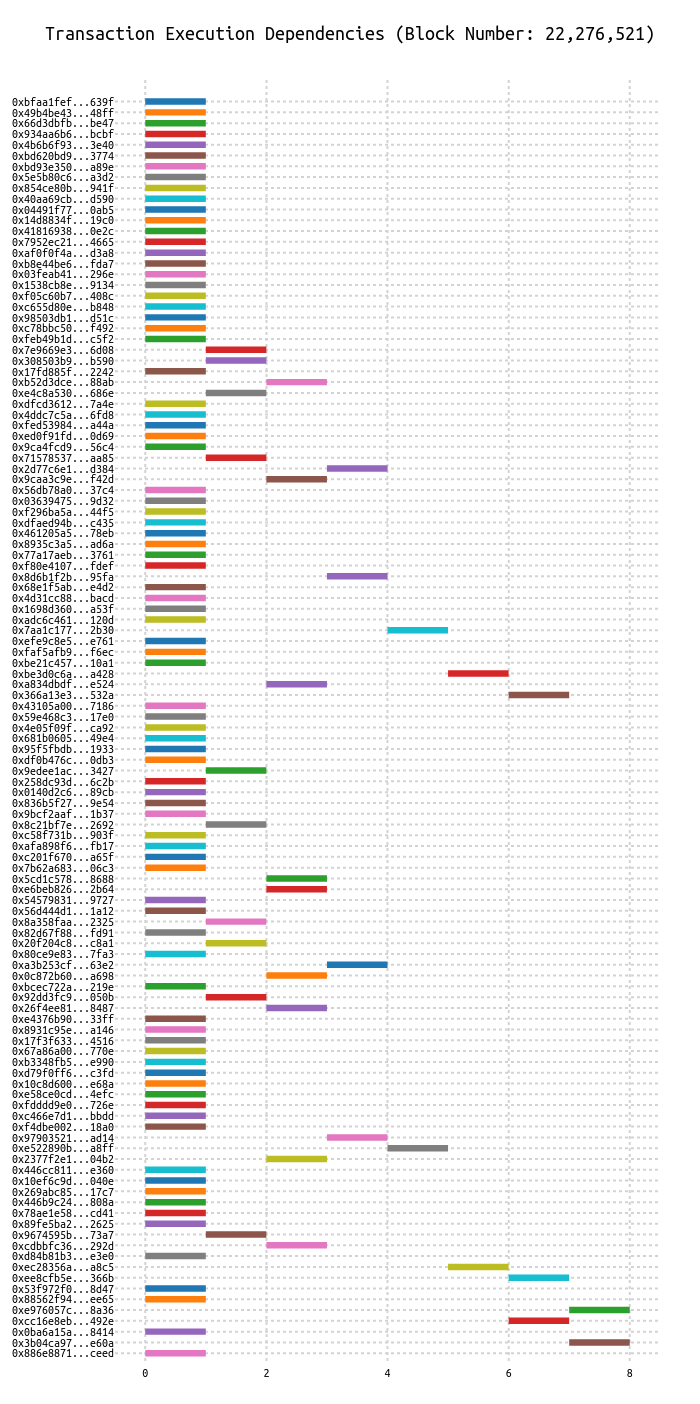 Transaction Execution Dependencies (Block Number: 22,276,521)
0xbfaa1fef...639f
0x49b4be43...48ff
0x66d3dbfb...be47
0x934aa6b6...bcbf
0x4b6b6f93...3e40
0xbd620bd9...3774
0xbd93e350...a89e
0x5e5b80c6...a3d2
0x854ce80b...941f
0x40aa69cb...d590
0x04491f77...0ab5
0x14d8834f...19c0
0x41816938...0e2c
0x7952ec21...4665
0xaf0f0f4a...d3a8
0xb8e44be6...fda7
0x03feab41...296e
0x1538cb8e...9134
0xf05c60b7...408c
0xc655d80e...b848
0x98503db1...d51c
0xc78bbc50...f492
0xfeb49b1d...c5f2
0x7e9669e3...6d08
0x308503b9...b590
0x17fd885f...2242
0xb52d3dce...88ab
0xe4c8a530...686e
0xdfcd3612...7a4e
0x4ddc7c5a...6fd8
0xfed53984...a44a
0xed0f91fd...0d69
0x9ca4fcd9...56c4
0x71578537...aa85
0x2d77c6e1...d384
0x9caa3c9e...f42d
0x56db78a0...37c4
0x03639475...9d32
0xf296ba5a...44f5
0xdfaed94b...c435
0x461205a5...78eb
0x8935c3a5...ad6a
0x77a17aeb...3761
0xf80e4107...fdef
0x8d6b1f2b...95fa
0x68e1f5ab...e4d2
0x4d31cc88...bacd
0x1698d360...a53f
0xadc6c461...120d
0x7aa1c177...2b30
0xefe9c8e5...e761
0xfaf5afb9...f6ec
0xbe21c457...10a1
0xbe3d0c6a...a428
0xa834dbdf...e524
0x366a13e3...532a
0x43105a00...7186
0x59e468c3...17e0
0x4e05f09f...ca92
0x681b0605...49e4
0x95f5fbdb...1933
0xdf0b476c...0db3
0x9edee1ac...3427
0x258dc93d...6c2b
0x0140d2c6...89cb
0x836b5f27...9e54
0x9bcf2aaf...1b37
0x8c21bf7e...2692
0xc58f731b...903f
0xafa898f6...fb17
0xc201f670...a65f
0x7b62a683...06c3
0x5cd1c578...8688
0xe6beb826...2b64
0x54579831...9727
0x56d444d1...1a12
0x8a358faa...2325
0x82d67f88...fd91
0x20f204c8...c8a1
0x80ce9e83...7fa3
0xa3b253cf...63e2
0x0c872b60...a698
0xbcec722a...219e
0x92dd3fc9...050b
0x26f4ee81...8487
0xe4376b90...33ff
0x8931c95e...a146
0x17f3f633...4516
0x67a86a00...770e
0xb3348fb5...e990
0xd79f0ff6...c3fd
0x10c8d600...e68a
0xe58ce0cd...4efc
0xfdddd9e0...726e
0xc466e7d1...bbdd
0xf4dbe002...18a0
0x97903521...ad14
0xe522890b...a8ff
0x2377f2e1...04b2
0x446cc811...e360
0x10ef6c9d...040e
0x269abc85...17c7
0x446b9c24...808a
0x78ae1e58...cd41
0x89fe5ba2...2625
0x9674595b...73a7
0xcdbbfc36...292d
0xd84b81b3...e3e0
0xec28356a...a8c5
0xee8cfb5e...366b
0x53f972f0...8d47
0x88562f94...ee65
0xe976057c...8a36
0xcc16e8eb...492e
0x0ba6a15a...8414
0x3b04ca97...e60a
0x886e8871...ceed
0 2 4 6 8